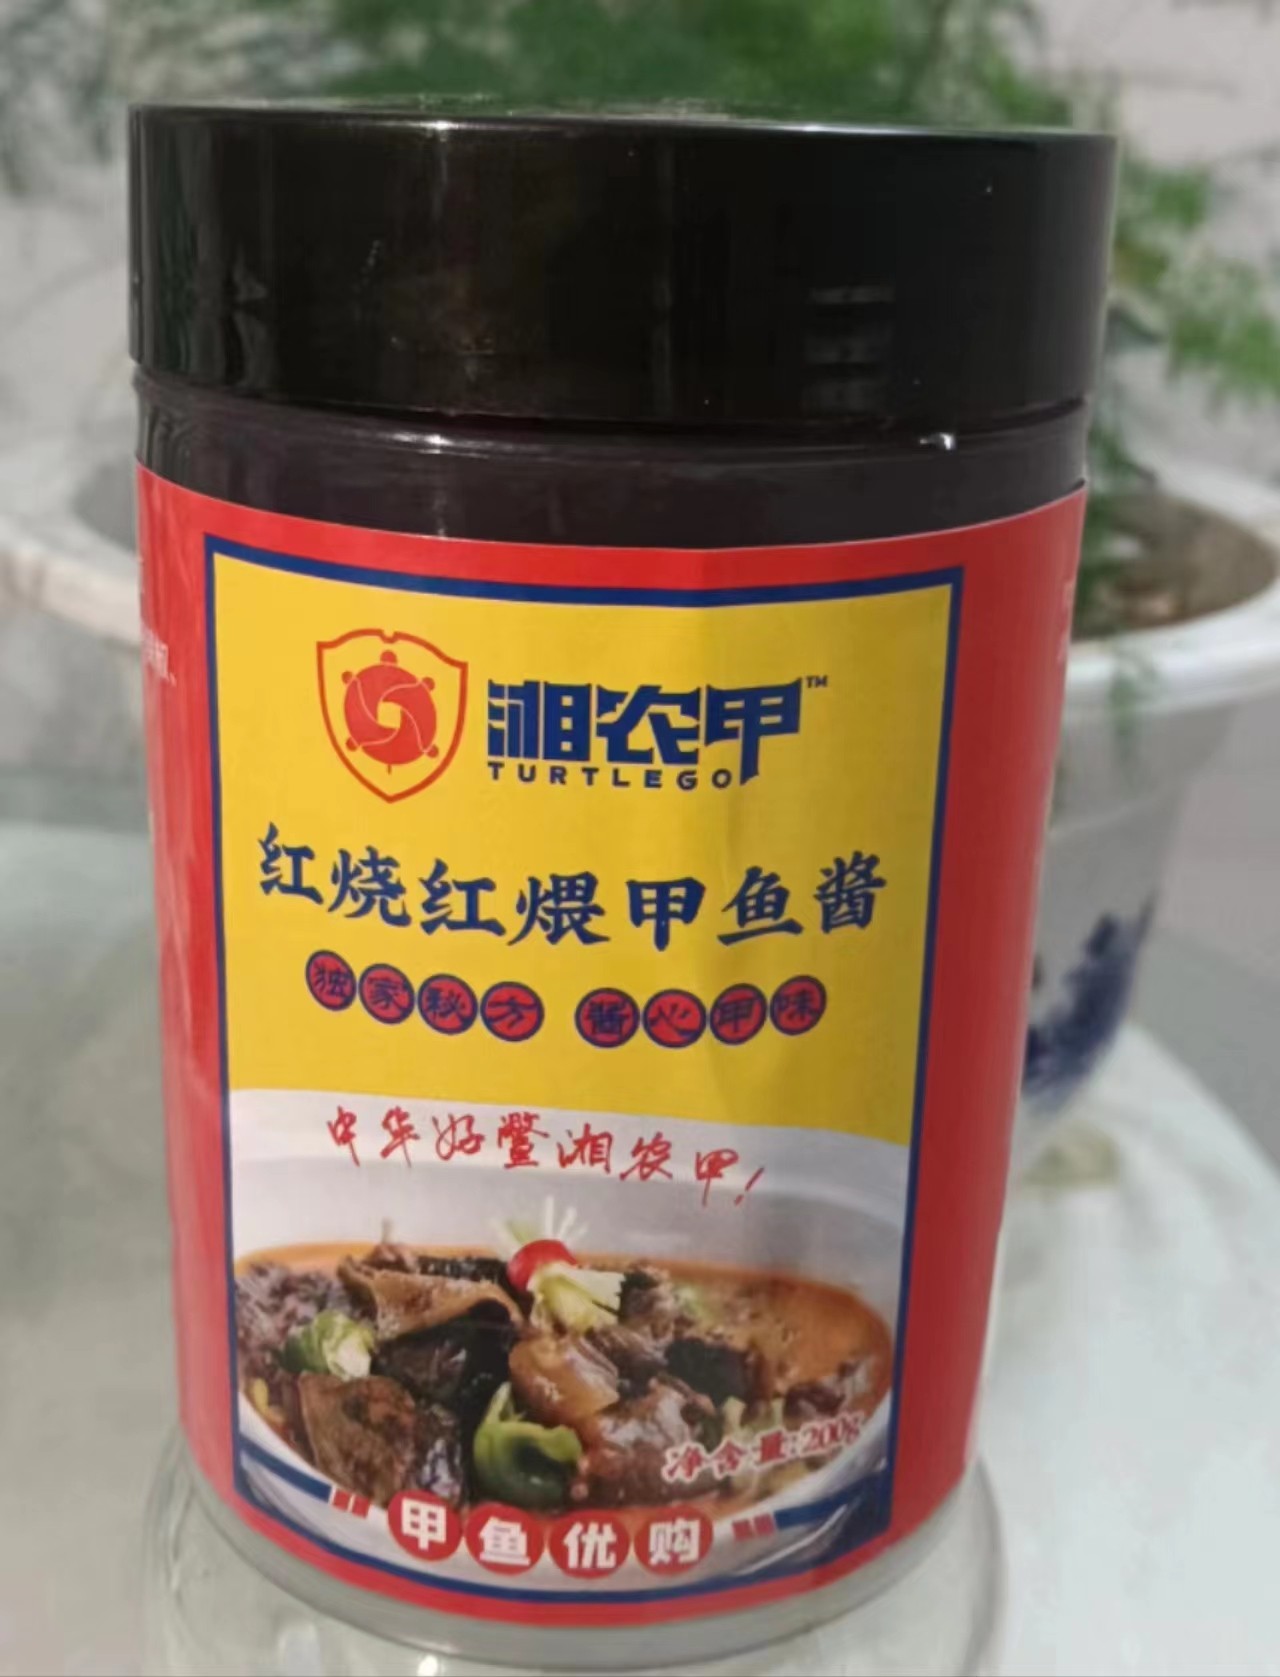 湘农甲™
TURTLEGO
红烧红煨甲鱼酱
独家秘方 酱心甲味
中华好鳖湘农甲!
净含量:200g
甲鱼优购